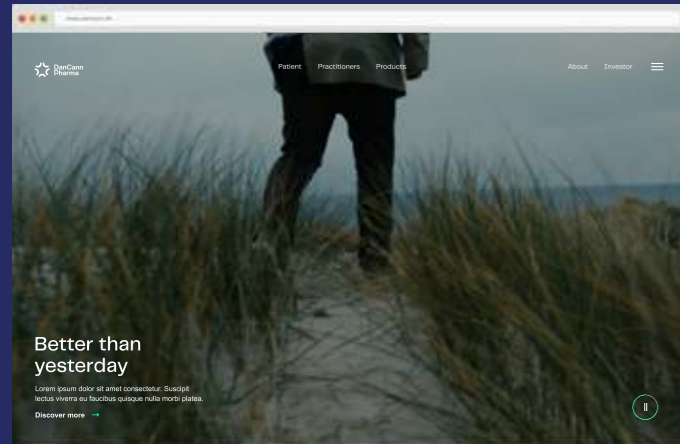 DanCann
Pharma
Patient Practitioners Products
About Investor
Better than
yesterday
Lorem ipsum dolor sit amet consectetur. Suscipit
lectus viverra eu faucibus quisque nulla morbi platea.
Discover more